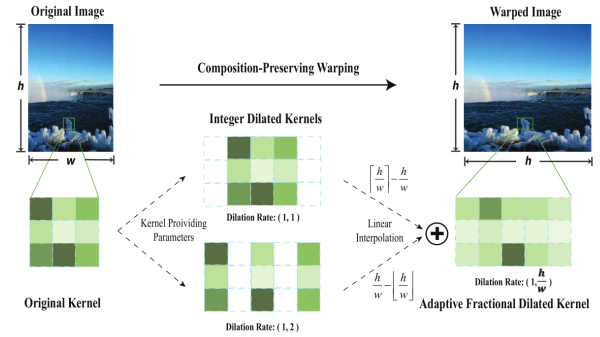 Original Image
Warped Image
h
h
Composition-Preserving Warping
w
h
Integer Dilated Kernels
Dilation Rate: ( 1, 1 )
Kernel Proividing
Parameters
⌈h/w⌉ - h/w
Linear
Interpolation
h/w - ⌊h/w⌋
Dilation Rate: ( 1, 2 )
Original Kernel
Dilation Rate: ( 1, h/w )
Adaptive Fractional Dilated Kernel